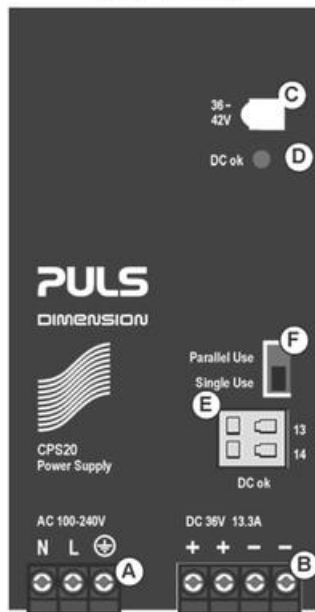 C
36–
42V
DC ok
D
PULS
DIMENSION
F
Parallel Use
Single Use
E
CPS20
Power Supply
13
14
DC ok
AC 100-240V
DC 36V 13.3A
N L
A
+ + – –
B